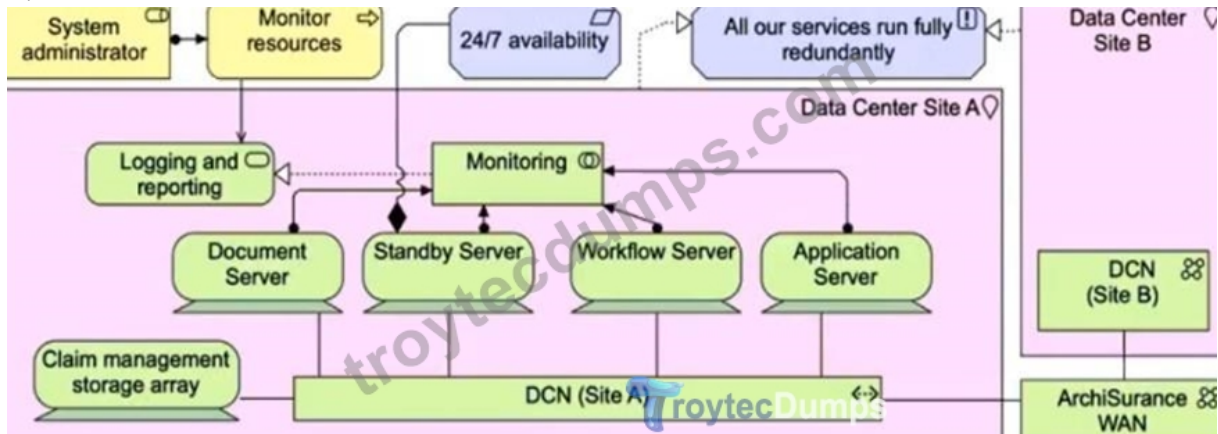 System
administrator
Monitor
resources
24/7 availability
All our services run fully
redundantly
Data Center
Site B
Data Center Site A
Logging and
reporting
Monitoring
Document
Server
Standby Server
Workflow Server
Application
Server
DCN
(Site B)
Claim management
storage array
DCN (Site A)
ArchiSurance
WAN
troytecdumps.com
TroytecDumps